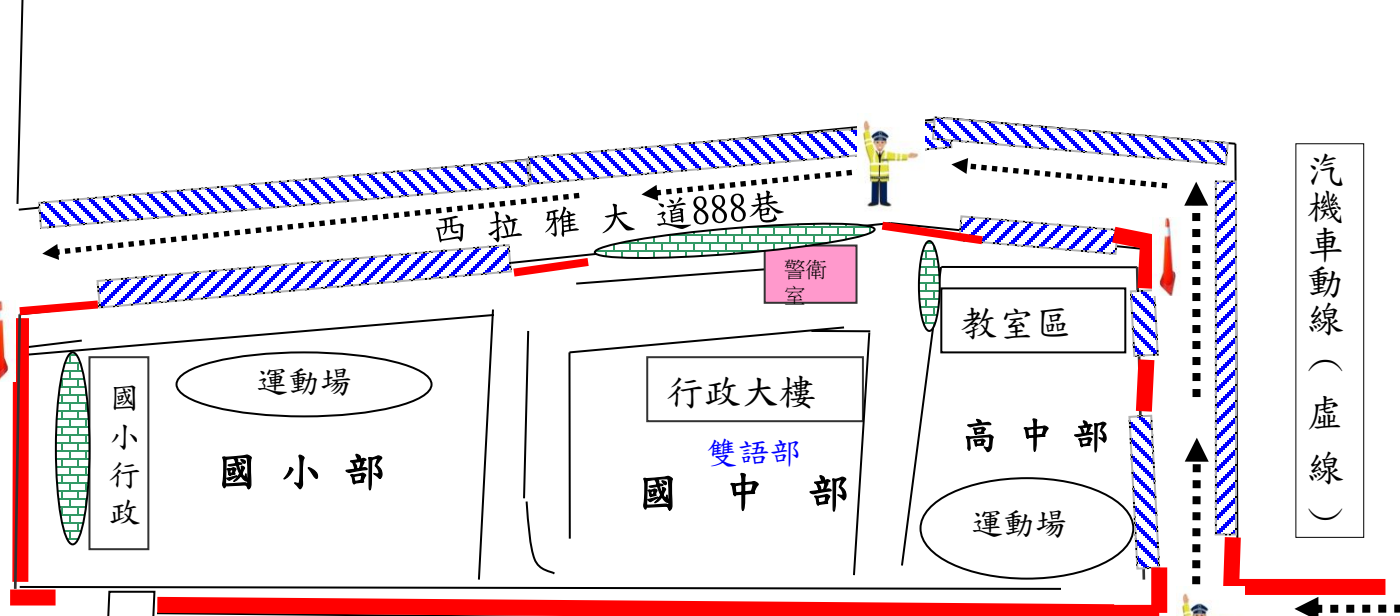 西拉雅大道888巷
汽機車動線（虛線）
警衛
室
教室區
國小行政
運動場
行政大樓
雙語部
國小部
國中部
高中部
運動場